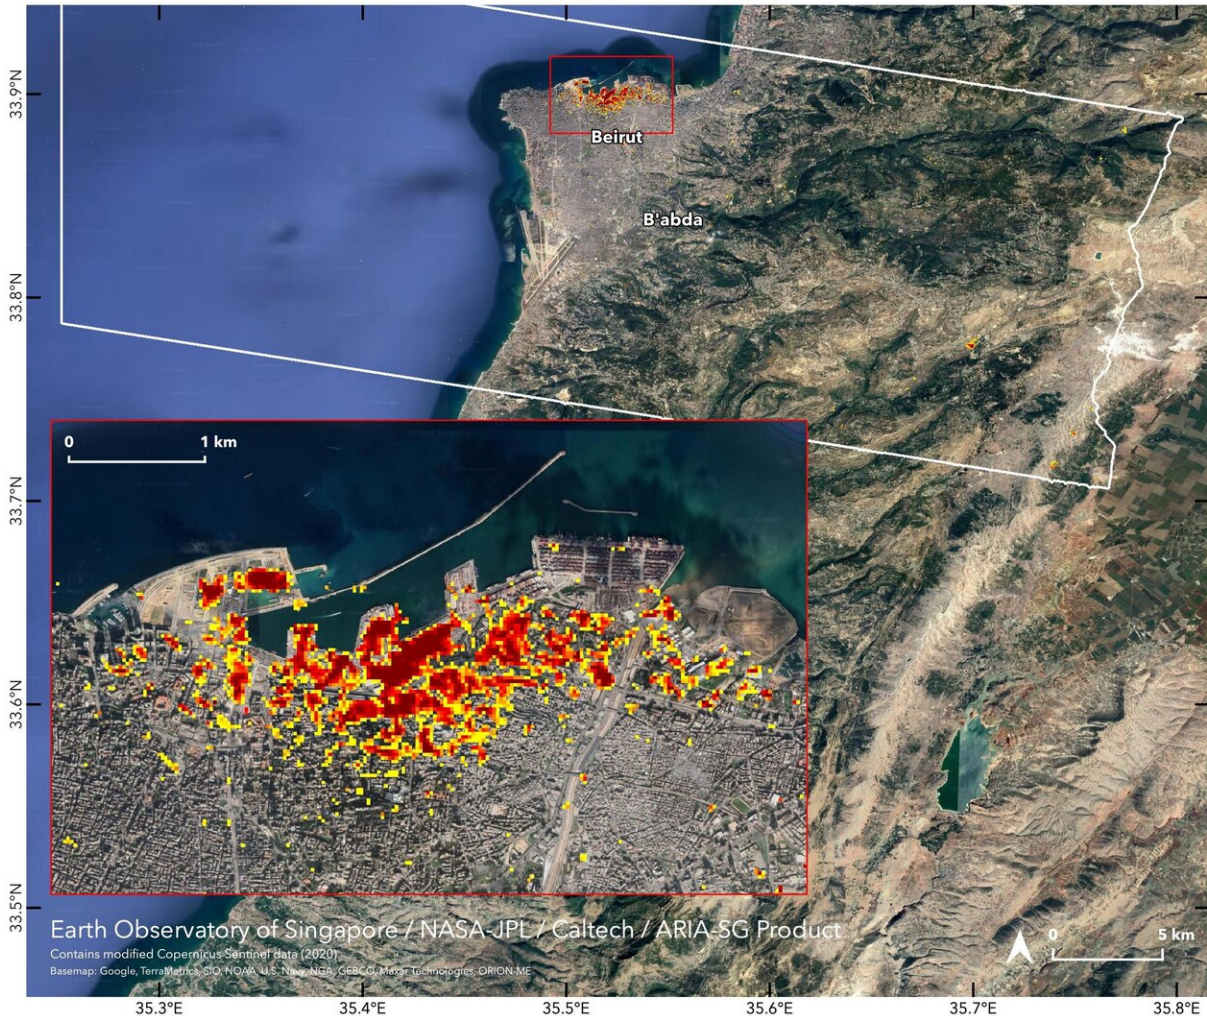 33.9°N
Beirut
B'abda
33.8°N
0 1 km
33.7°N
33.6°N
33.5°N
Earth Observatory of Singapore / NASA-JPL / Caltech / ARIA-SG Product
Contains modified Copernicus Sentinel data (2020)
Basemap: Google, TerraMetrics, SIO, NOAA, U.S. Navy, NGA, GEBCO, Maxar Technologies, ORION-ME
0 5 km
35.3°E 35.4°E 35.5°E 35.6°E 35.7°E 35.8°E